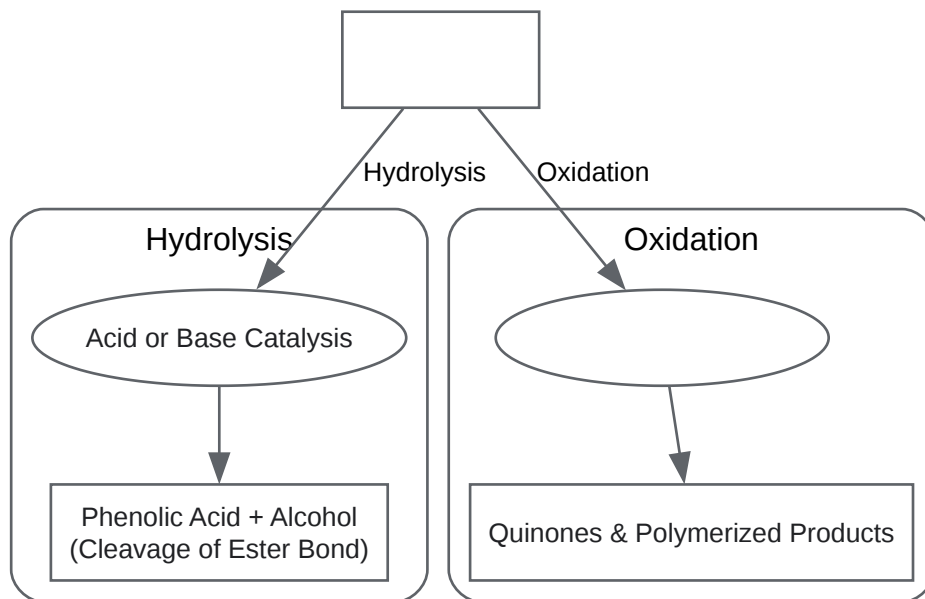 Hydrolysis
Oxidation
Hydrolysis
Oxidation
Acid or Base Catalysis
Phenolic Acid + Alcohol
(Cleavage of Ester Bond)
Quinones & Polymerized Products